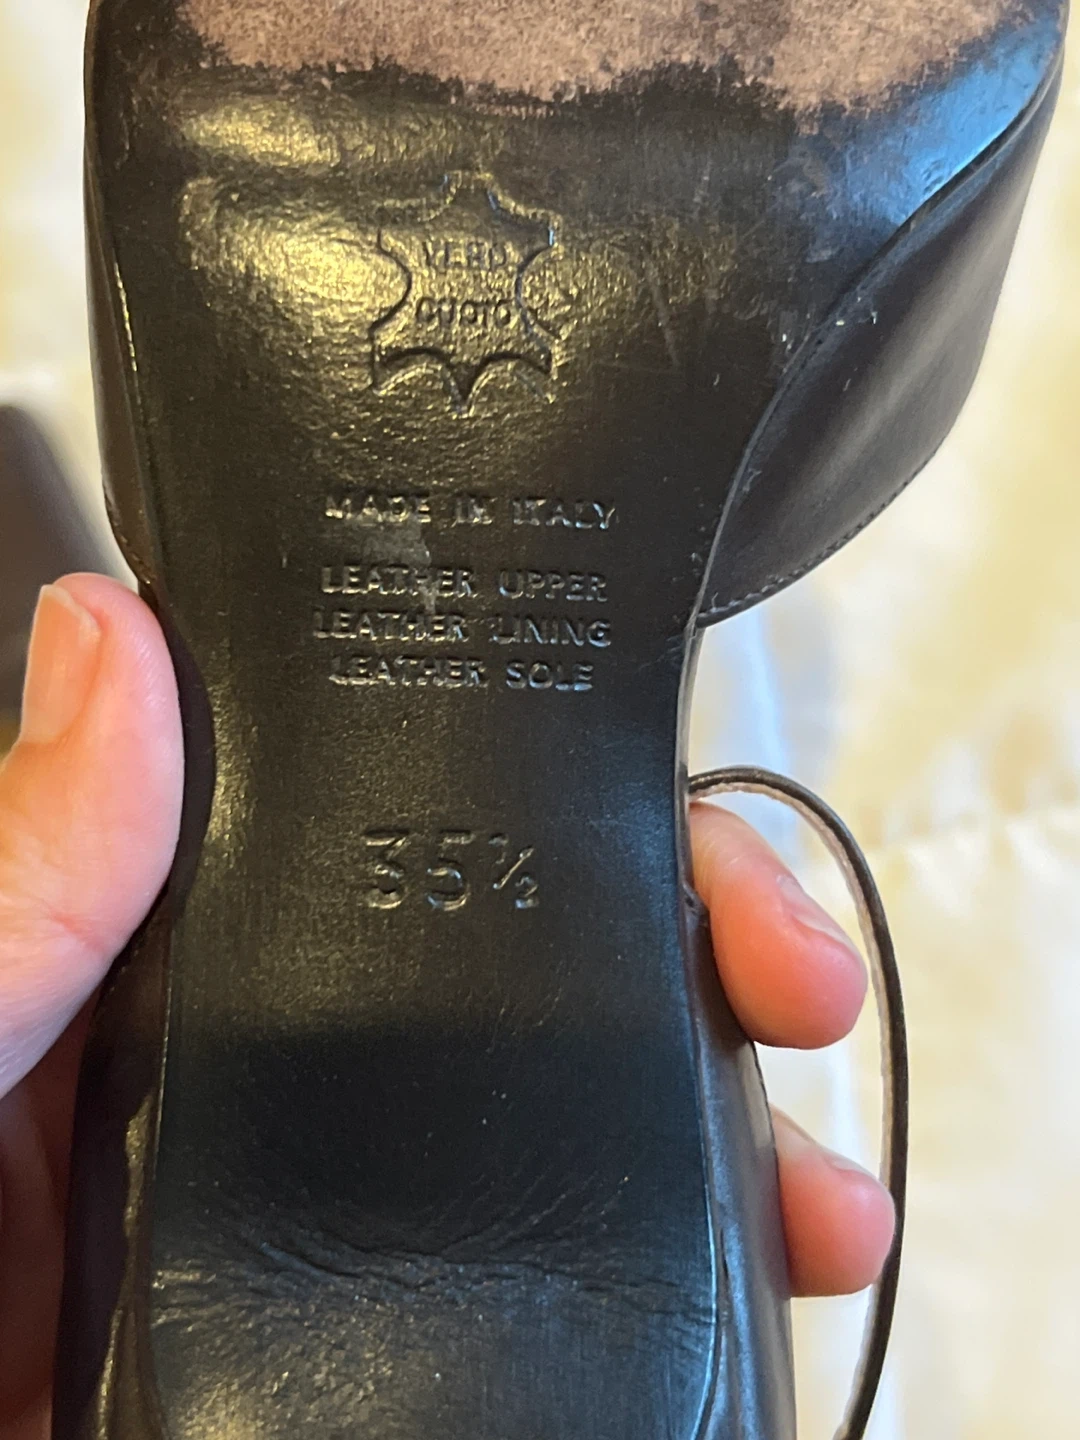 VERO
CUOIO
MADE IN ITALY
LEATHER UPPER
LEATHER LINING
LEATHER SOLE
35½